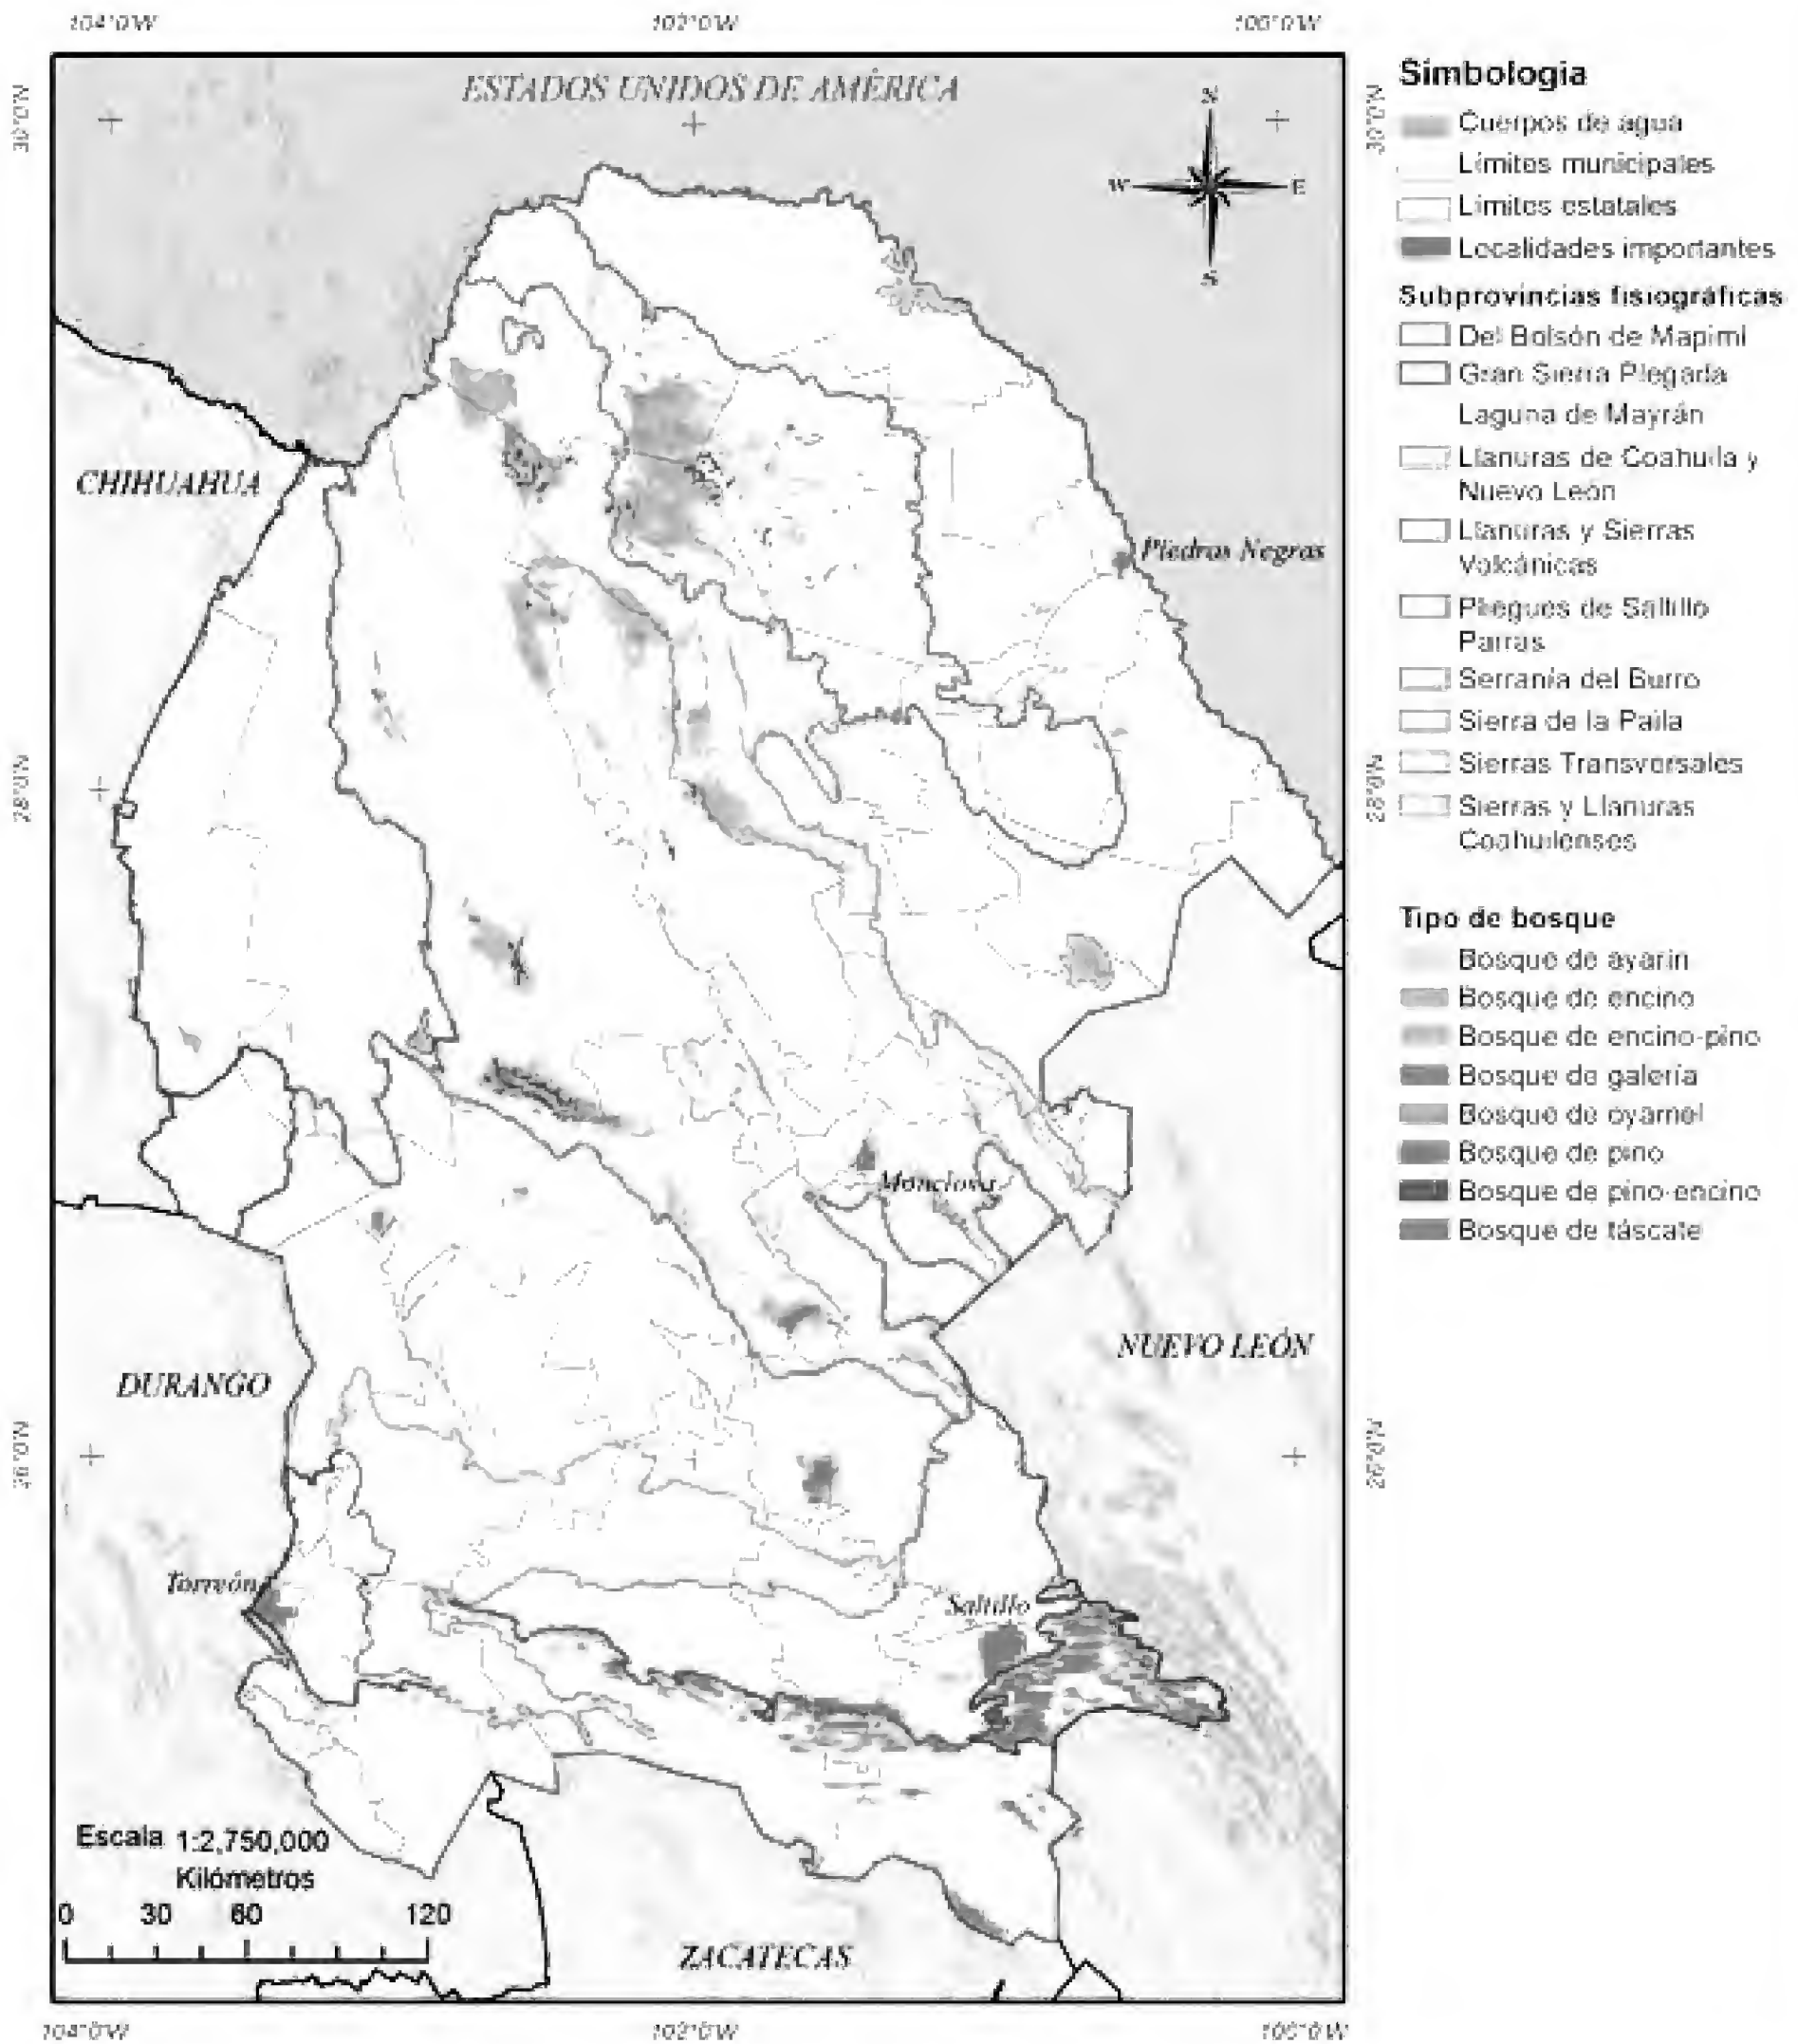 104°0'W 102°0'W 100°0'W
ESTADOS UNIDOS DE AMÉRICA
30°0'N
30°0'N
N
W
E
S
CHIHUAHUA
Piedras Negras
28°0'N
28°0'N
Monclova
NUEVO LEÓN
DURANGO
26°0'N
26°0'N
Torreón
Saltillo
Escala 1:2,750,000
Kilómetros
0 30 60 120
ZACATECAS
104°0'W 102°0'W 100°0'W
Simbologia
Cuerpos de agua
Límites municipales
Límites estatales
Localidades importantes
Subprovincias fisiográficas
Del Bolsón de Mapimí
Gran Sierra Plegada
Laguna de Mayrán
Llanuras de Coahuila y
Nuevo León
Llanuras y Sierras
Volcánicas
Pliegues de Saltillo
Parras
Serranía del Burro
Sierra de la Paila
Sierras Transversales
Sierras y Llanuras
Coahuilenses
Tipo de bosque
Bosque de ayarín
Bosque de encino
Bosque de encino-pino
Bosque de galería
Bosque de oyamel
Bosque de pino
Bosque de pino-encino
Bosque de táscate